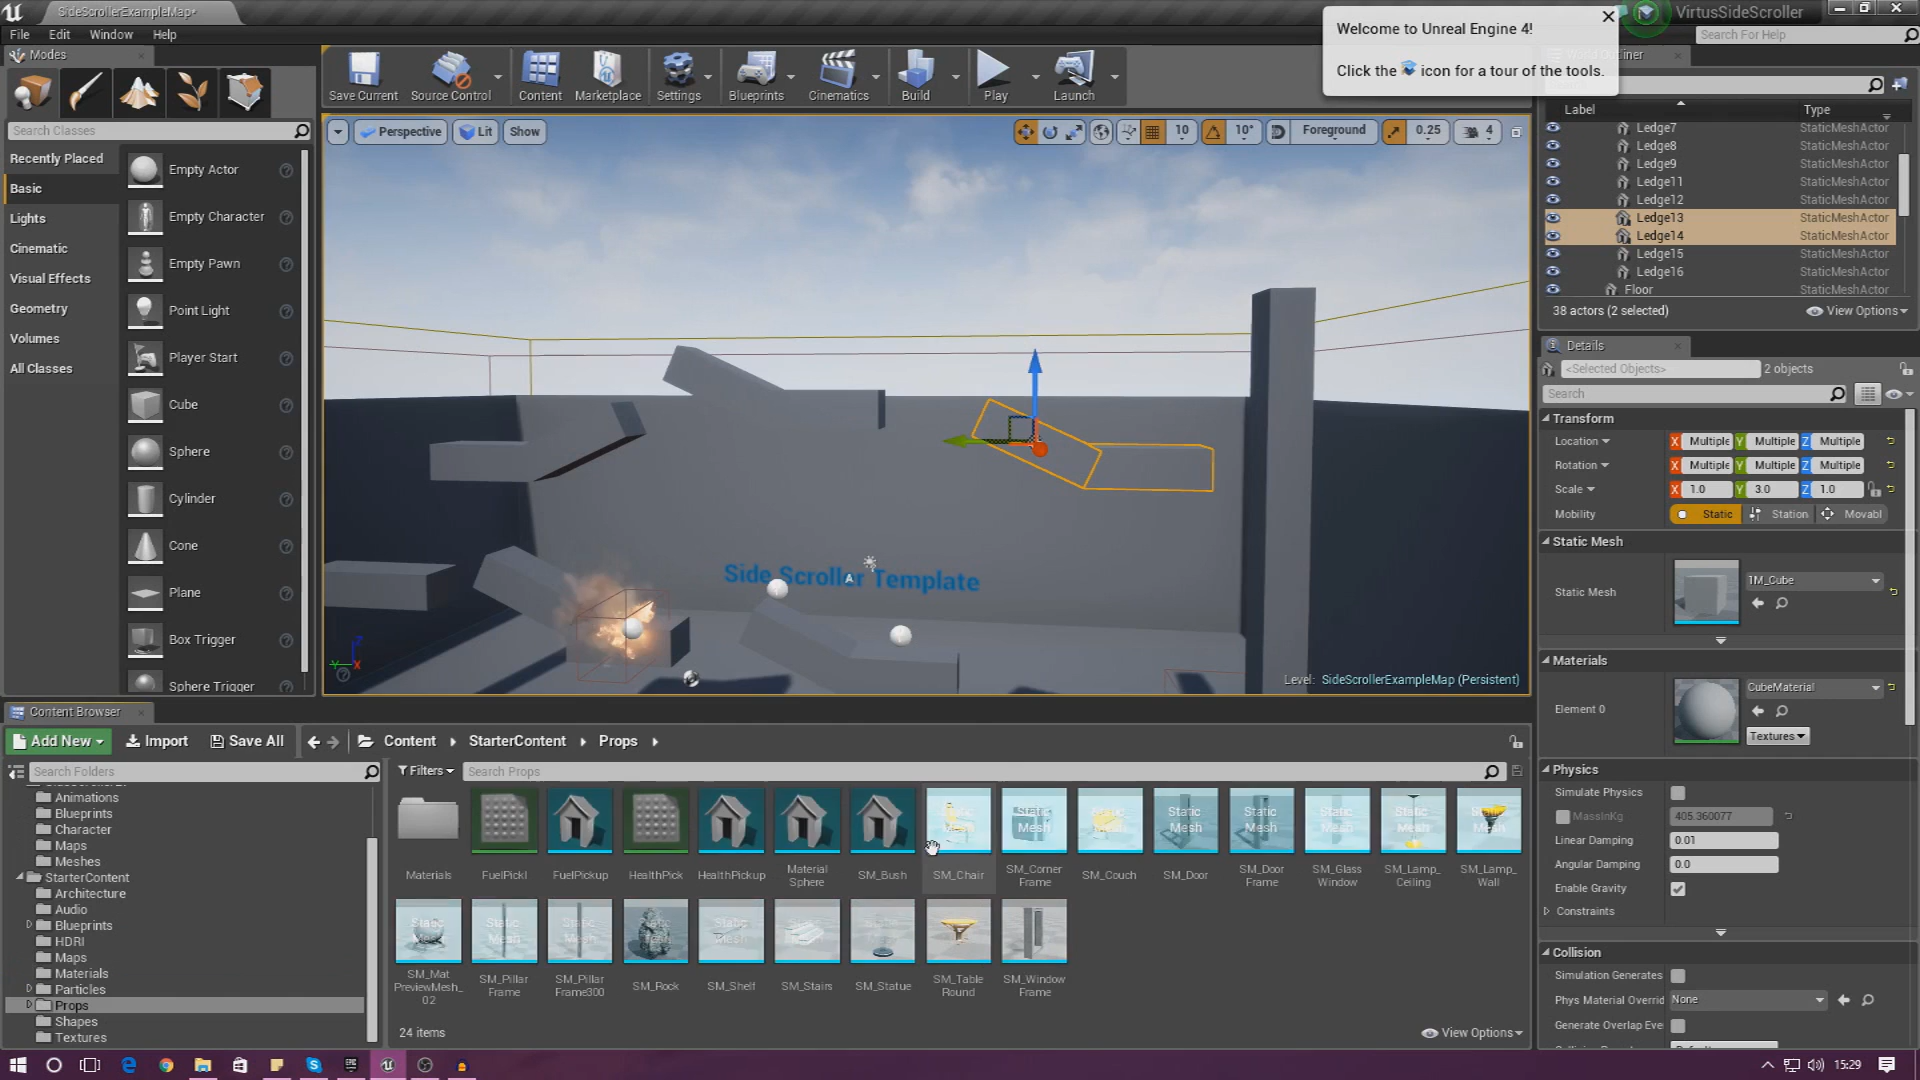 SideScrollerExampleMap*
VirtusSideScroller
File Edit Window Help
Search For Help
Welcome to Unreal Engine 4!
Click the icon for a tour of the tools.
Modes
World Outliner
Save Current
Source Control
Content
Marketplace
Settings
Blueprints
Cinematics
Build
Play
Launch
Search Classes
Recently Placed
Basic
Lights
Cinematic
Visual Effects
Geometry
Volumes
All Classes
Empty Actor
Empty Character
Empty Pawn
Point Light
Player Start
Cube
Sphere
Cylinder
Cone
Plane
Box Trigger
Sphere Trigger
Perspective
Lit
Show
10
10°
Foreground
0.25
4
Side Scroller Template
Level: SideScrollerExampleMap (Persistent)
Label Type
Ledge7 StaticMeshActor
Ledge8 StaticMeshActor
Ledge9 StaticMeshActor
Ledge11 StaticMeshActor
Ledge12 StaticMeshActor
Ledge13 StaticMeshActor
Ledge14 StaticMeshActor
Ledge15 StaticMeshActor
Ledge16 StaticMeshActor
Floor StaticMeshActor
38 actors (2 selected)
View Options
Details
<Selected Objects> 2 objects
Search
Transform
Location X Multiple Y Multiple Z Multiple
Rotation X Multiple Y Multiple Z Multiple
Scale X 1.0 Y 3.0 Z 1.0
Mobility Static Station Movabl
Static Mesh
Static Mesh 1M_Cube
Materials
Element 0 CubeMaterial
Textures
Physics
Simulate Physics
MassInKg 405.360077
Linear Damping 0.01
Angular Damping 0.0
Enable Gravity
Constraints
Collision
Simulation Generates
Phys Material Overrid None
Generate Overlap Eve
Content Browser
Add New
Import
Save All
Content StarterContent Props
Search Folders
Filters
Search Props
Animations
Blueprints
Character
Maps
Meshes
StarterContent
Architecture
Audio
Blueprints
HDRI
Maps
Materials
Particles
Props
Shapes
Textures
Materials
FuelPickI
FuelPickup
HealthPick
HealthPickup
Material Sphere
SM_Bush
SM_Chair
SM_Corner Frame
SM_Couch
SM_Door
SM_Door Frame
SM_Glass Window
SM_Lamp_ Ceiling
SM_Lamp_ Wall
SM_Mat PreviewMesh_ 02
SM_Pillar Frame
SM_Pillar Frame300
SM_Rock
SM_Shelf
SM_Stairs
SM_Statue
SM_Table Round
SM_Window Frame
24 items
View Options
15:29